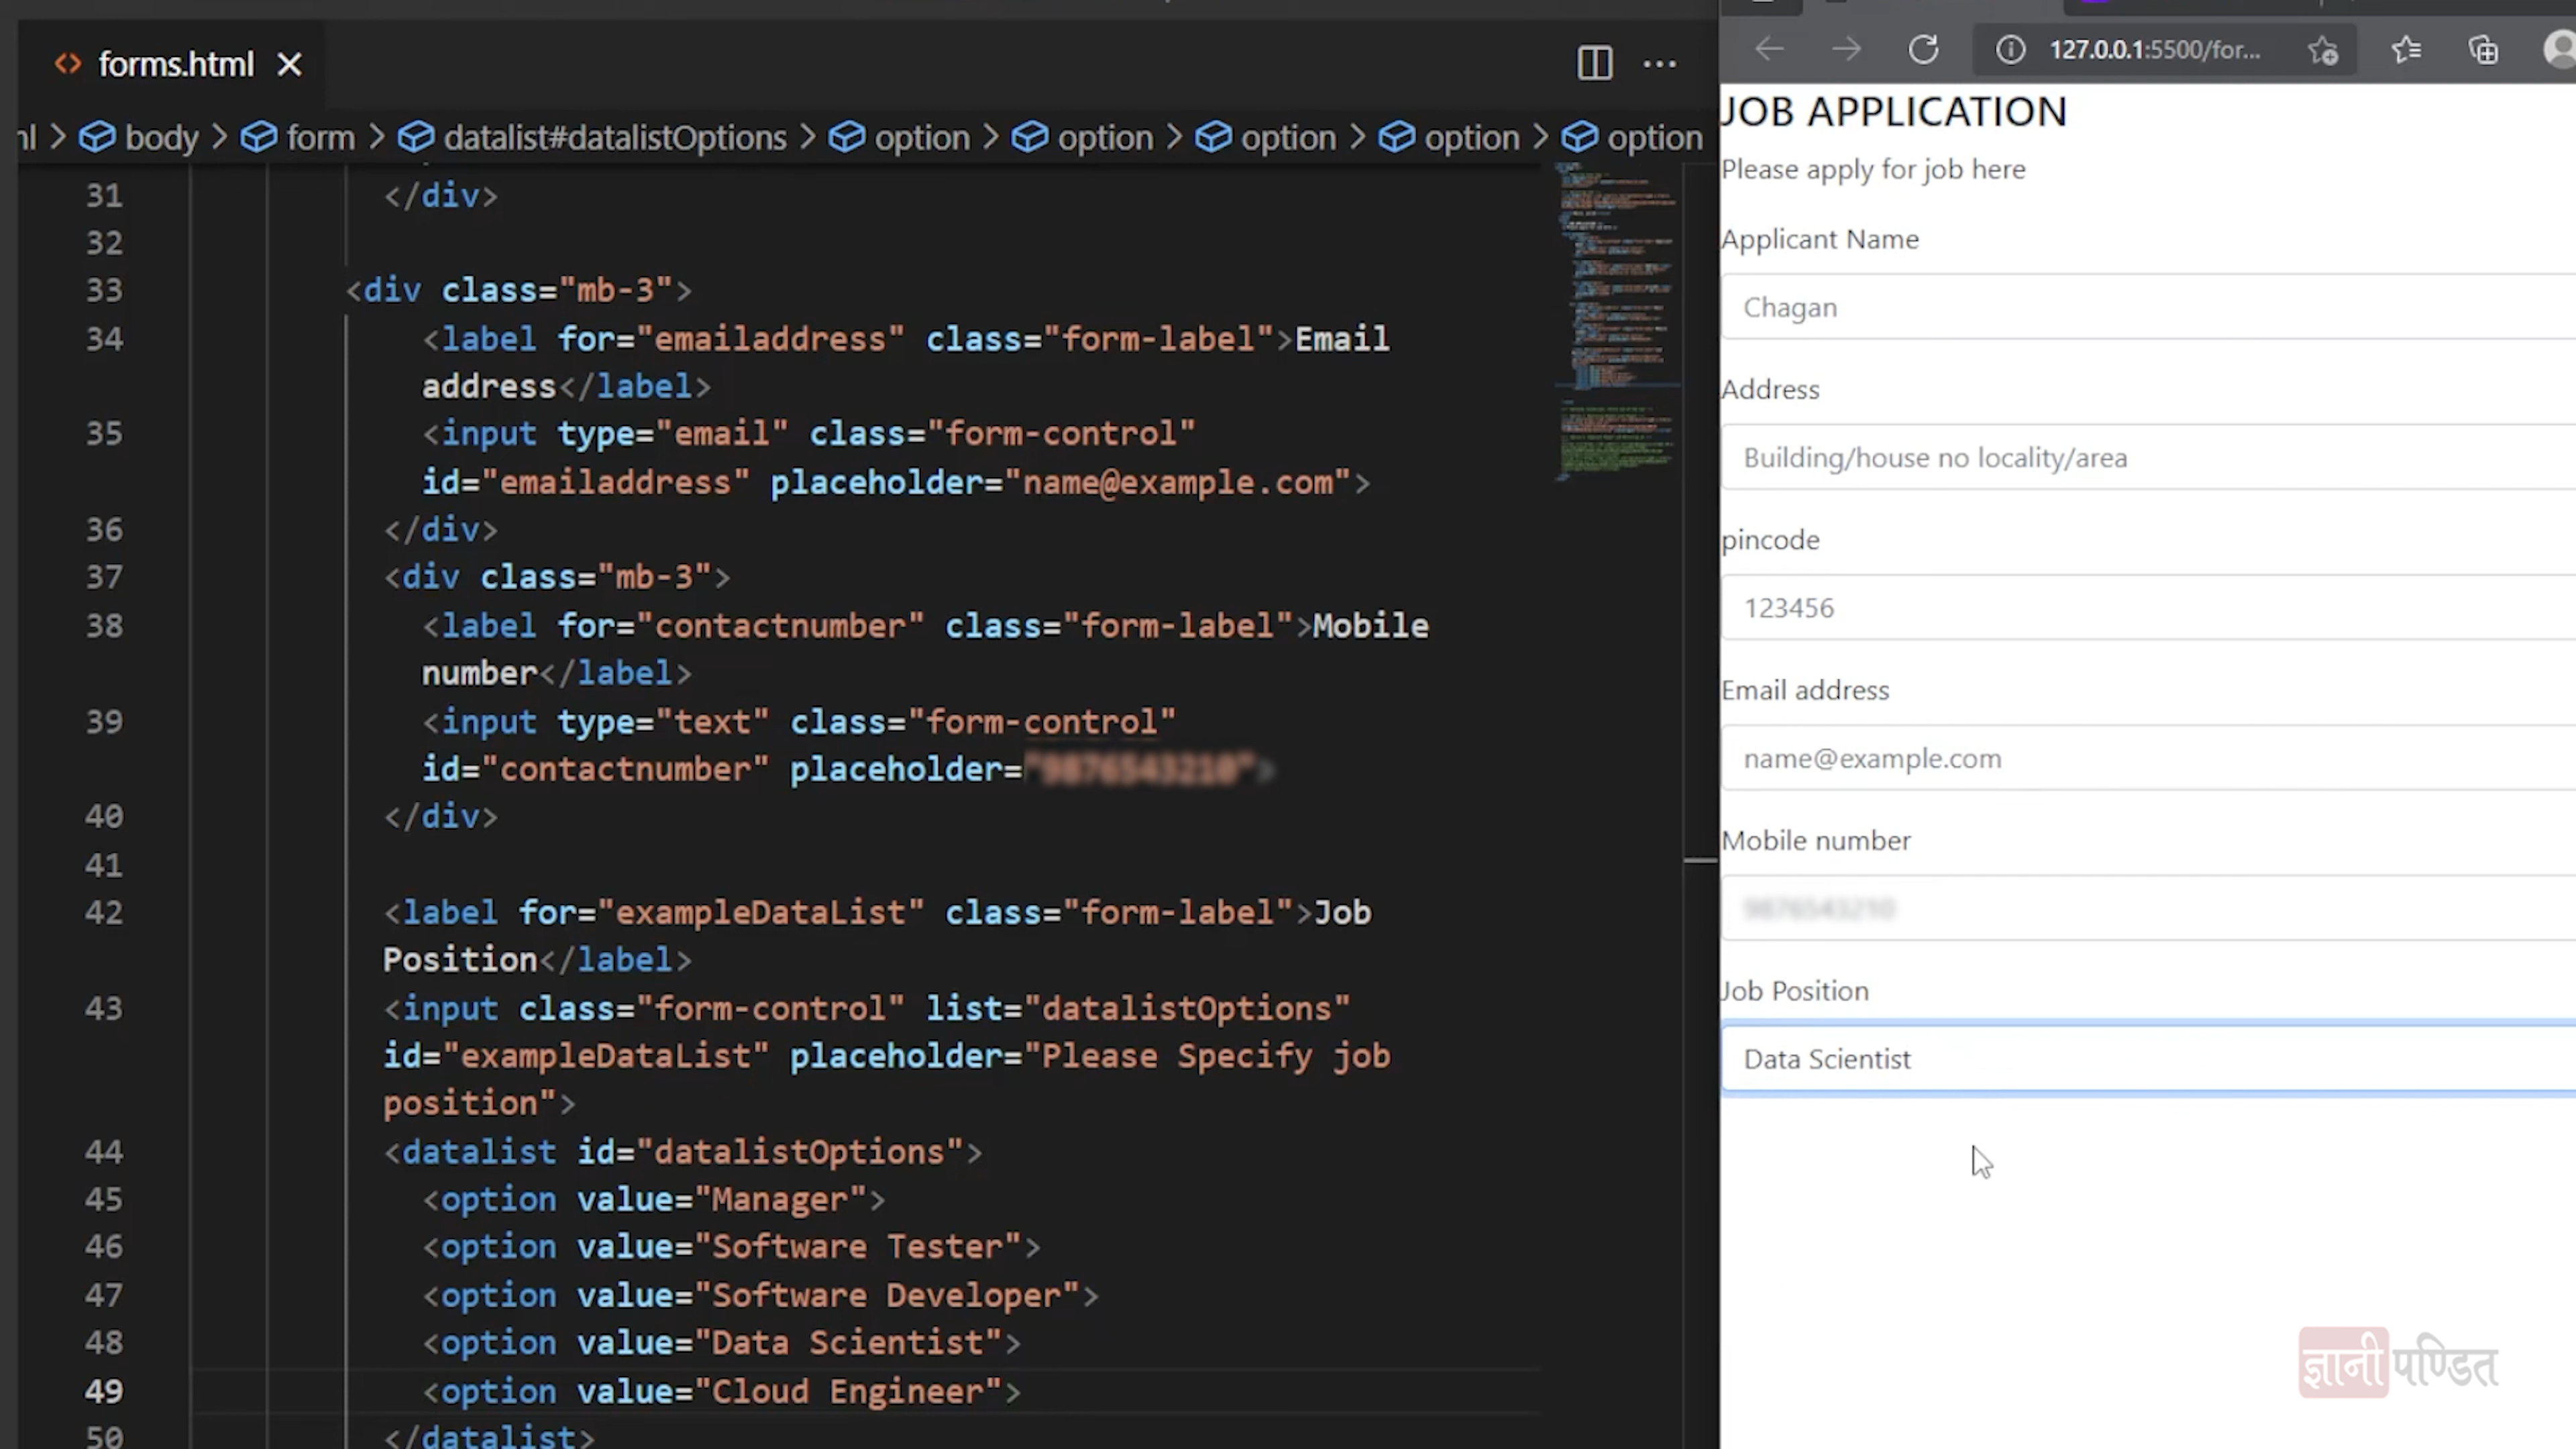 forms.html
body > form > datalist#datalistOptions > option > option > option > option > option
31 </div>
32
33 <div class="mb-3">
34 <label for="emailaddress" class="form-label">Email
address</label>
35 <input type="email" class="form-control"
id="emailaddress" placeholder="name@example.com">
36 </div>
37 <div class="mb-3">
38 <label for="contactnumber" class="form-label">Mobile
number</label>
39 <input type="text" class="form-control"
id="contactnumber" placeholder=
40 </div>
41
42 <label for="exampleDataList" class="form-label">Job
Position</label>
43 <input class="form-control" list="datalistOptions"
id="exampleDataList" placeholder="Please Specify job
position">
44 <datalist id="datalistOptions">
45 <option value="Manager">
46 <option value="Software Tester">
47 <option value="Software Developer">
48 <option value="Data Scientist">
49 <option value="Cloud Engineer">
50 </datalist>
127.0.0.1:5500/for...
JOB APPLICATION
Please apply for job here
Applicant Name
Chagan
Address
Building/house no locality/area
pincode
123456
Email address
name@example.com
Mobile number
Job Position
Data Scientist
ज्ञानी पण्डित